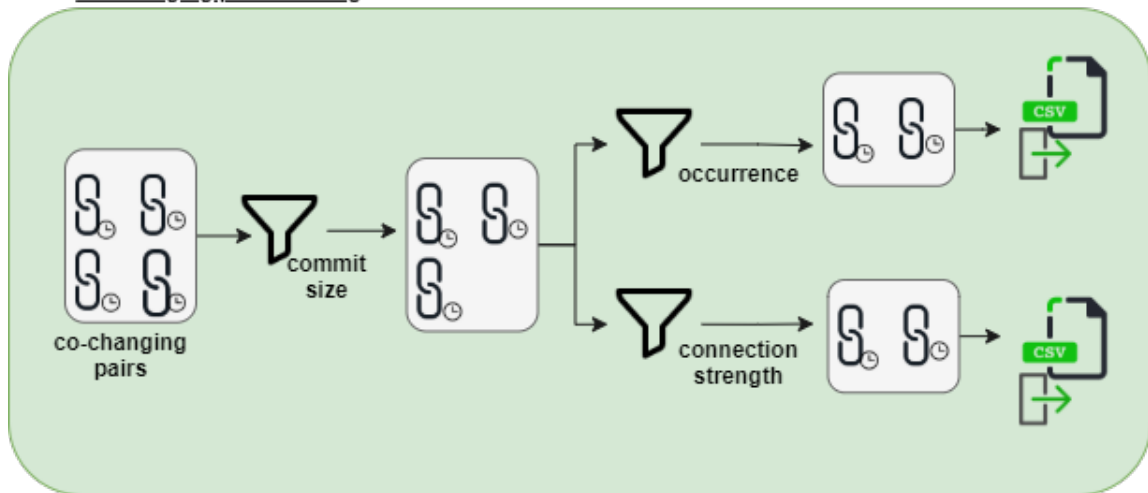 occurrence
CSV
commit
size
co-changing
pairs
connection
strength
CSV